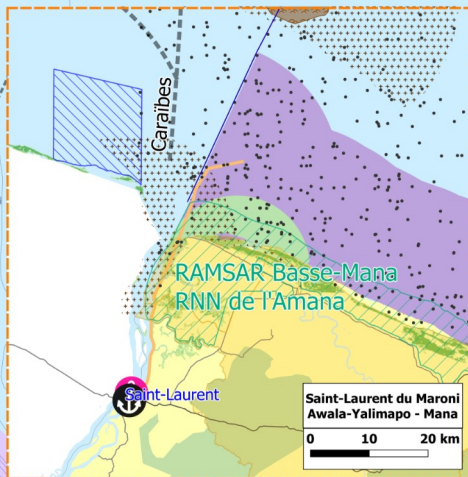 Caraïbes
RAMSAR Basse-Mana
RNN de l'Amana
Saint-Laurent
Saint-Laurent du Maroni
Awala-Yalimapo - Mana
0 10 20 km